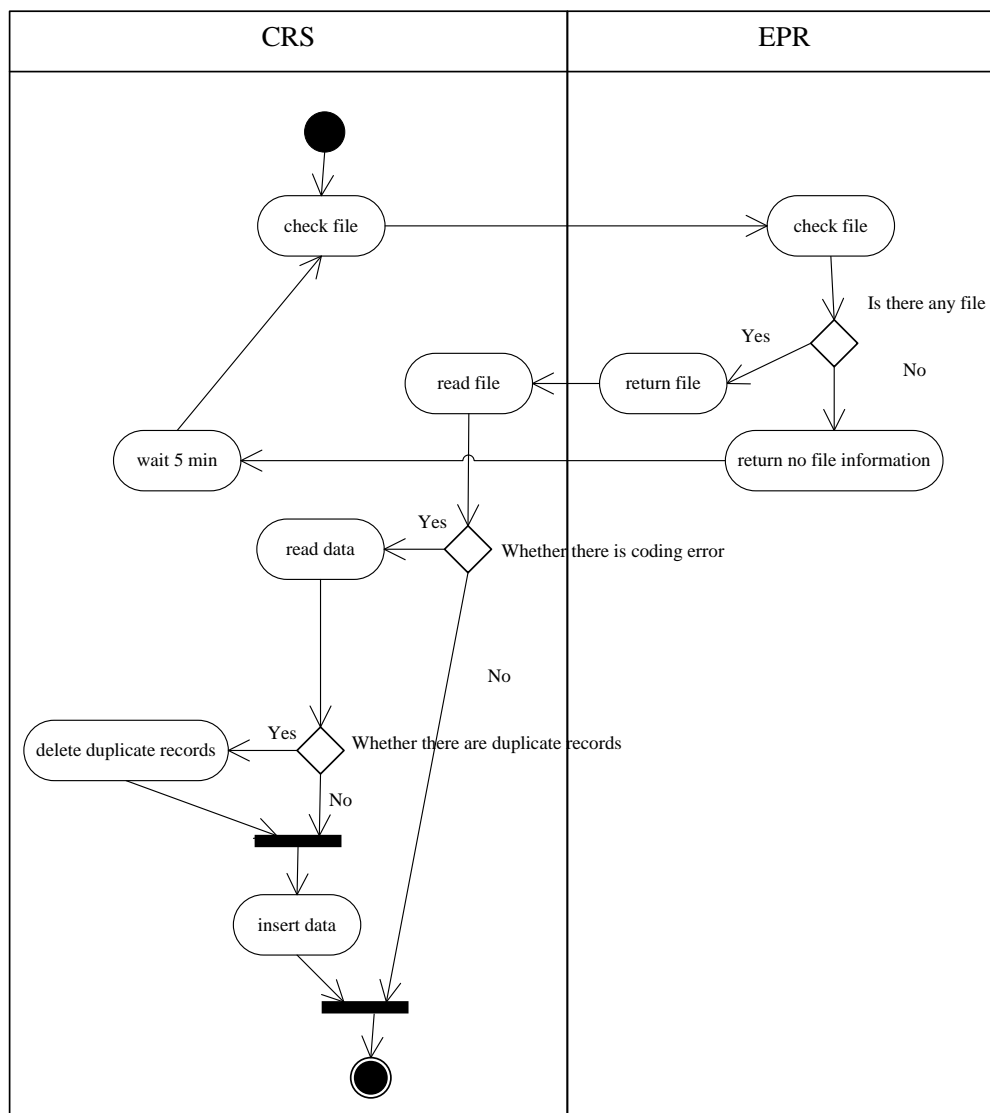 CRS
EPR
check file
check file
Is there any file
Yes
No
read file
return file
wait 5 min
return no file information
Yes
read data
Whether there is coding error
No
Yes
delete duplicate records
Whether there are duplicate records
No
insert data